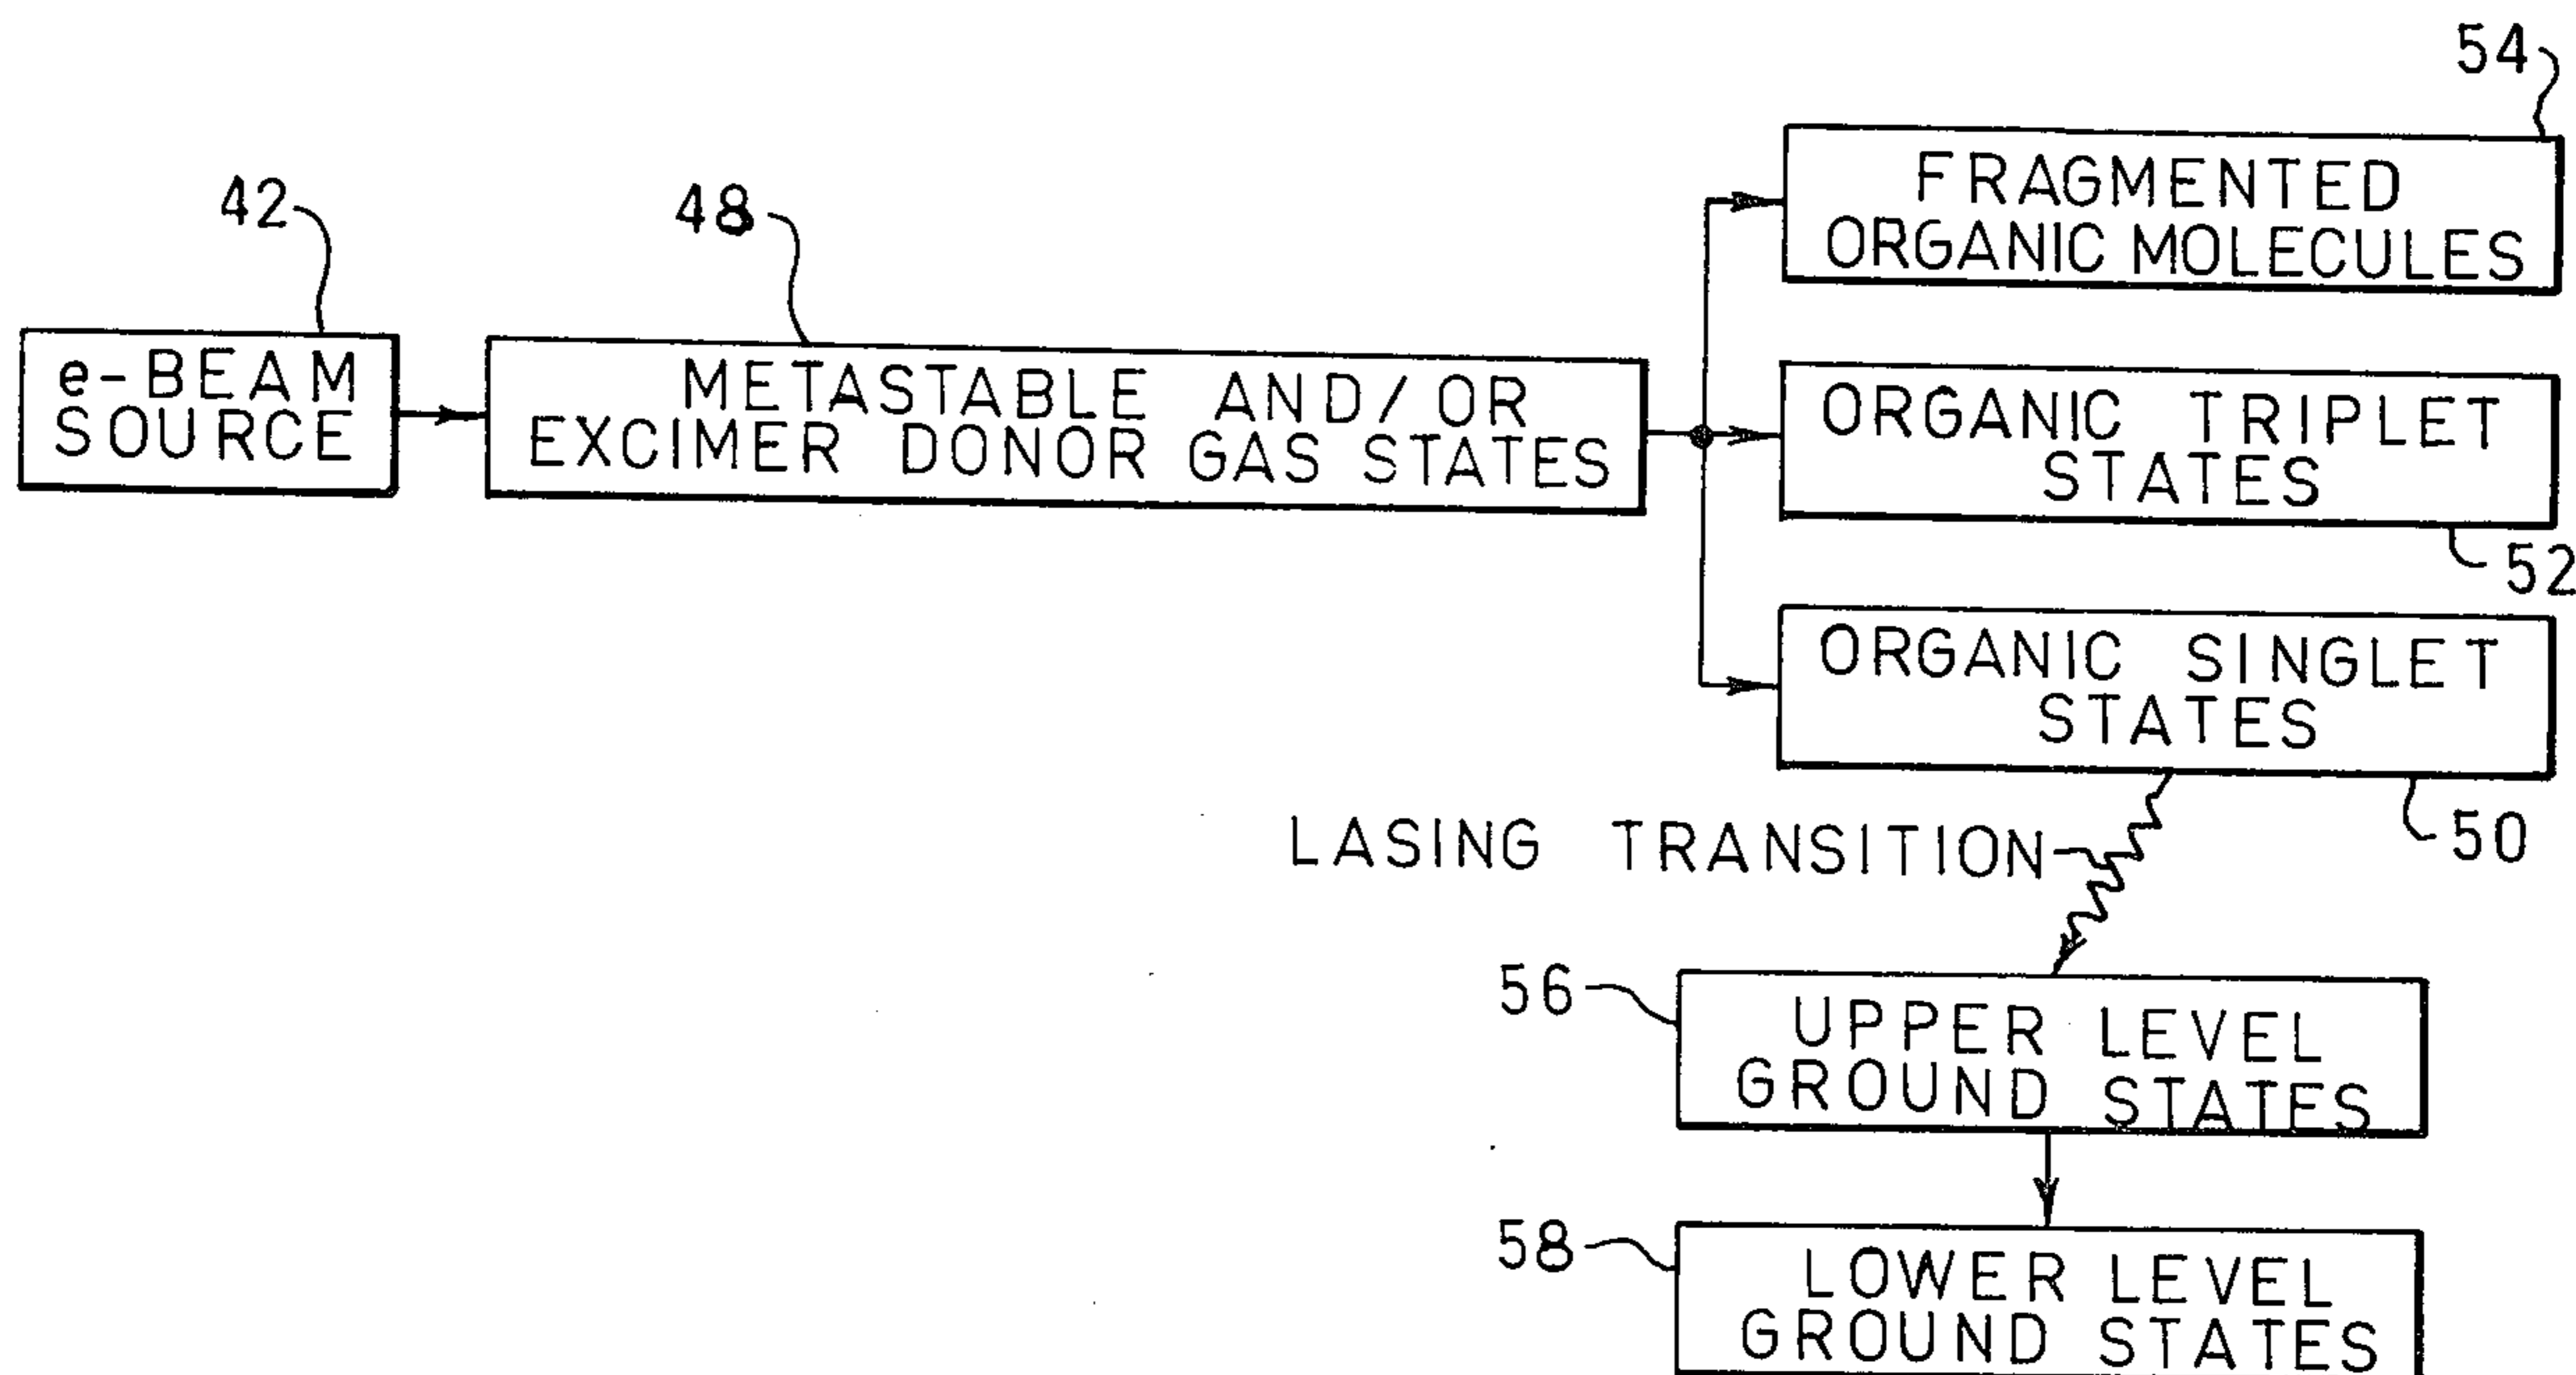 54
42
48
FRAGMENTED
ORGANIC MOLECULES
e-BEAM
SOURCE
METASTABLE AND/OR
EXCIMER DONOR GAS STATES
ORGANIC TRIPLET
STATES
52
ORGANIC SINGLET
STATES
50
LASING TRANSITION
56
UPPER LEVEL
GROUND STATES
58
LOWER LEVEL
GROUND STATES